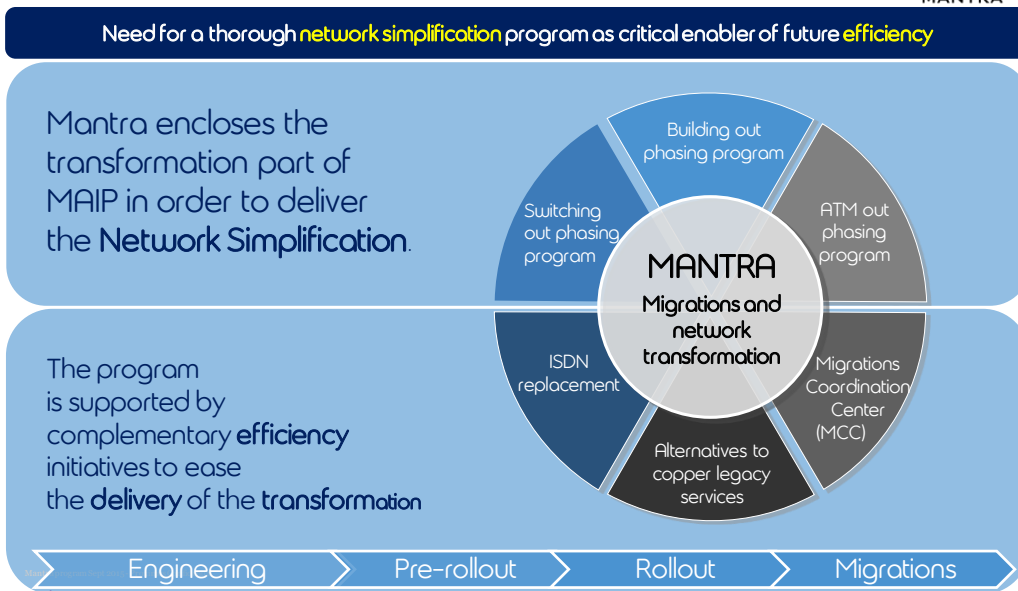 MANTRA
Need for a thorough network simplification program as critical enabler of future efficiency
Mantra encloses the
transformation part of
MAIP in order to deliver
the Network Simplification.
The program
is supported by
complementary efficiency
initiatives to ease
the delivery of the transformation
Building out
phasing program
ATM out
phasing
program
Migrations
Coordination
Center
(MCC)
Alternatives to
copper legacy
services
ISDN
replacement
Switching
out phasing
program
MANTRA
Migrations and
network
transformation
Engineering
Pre-rollout
Rollout
Migrations